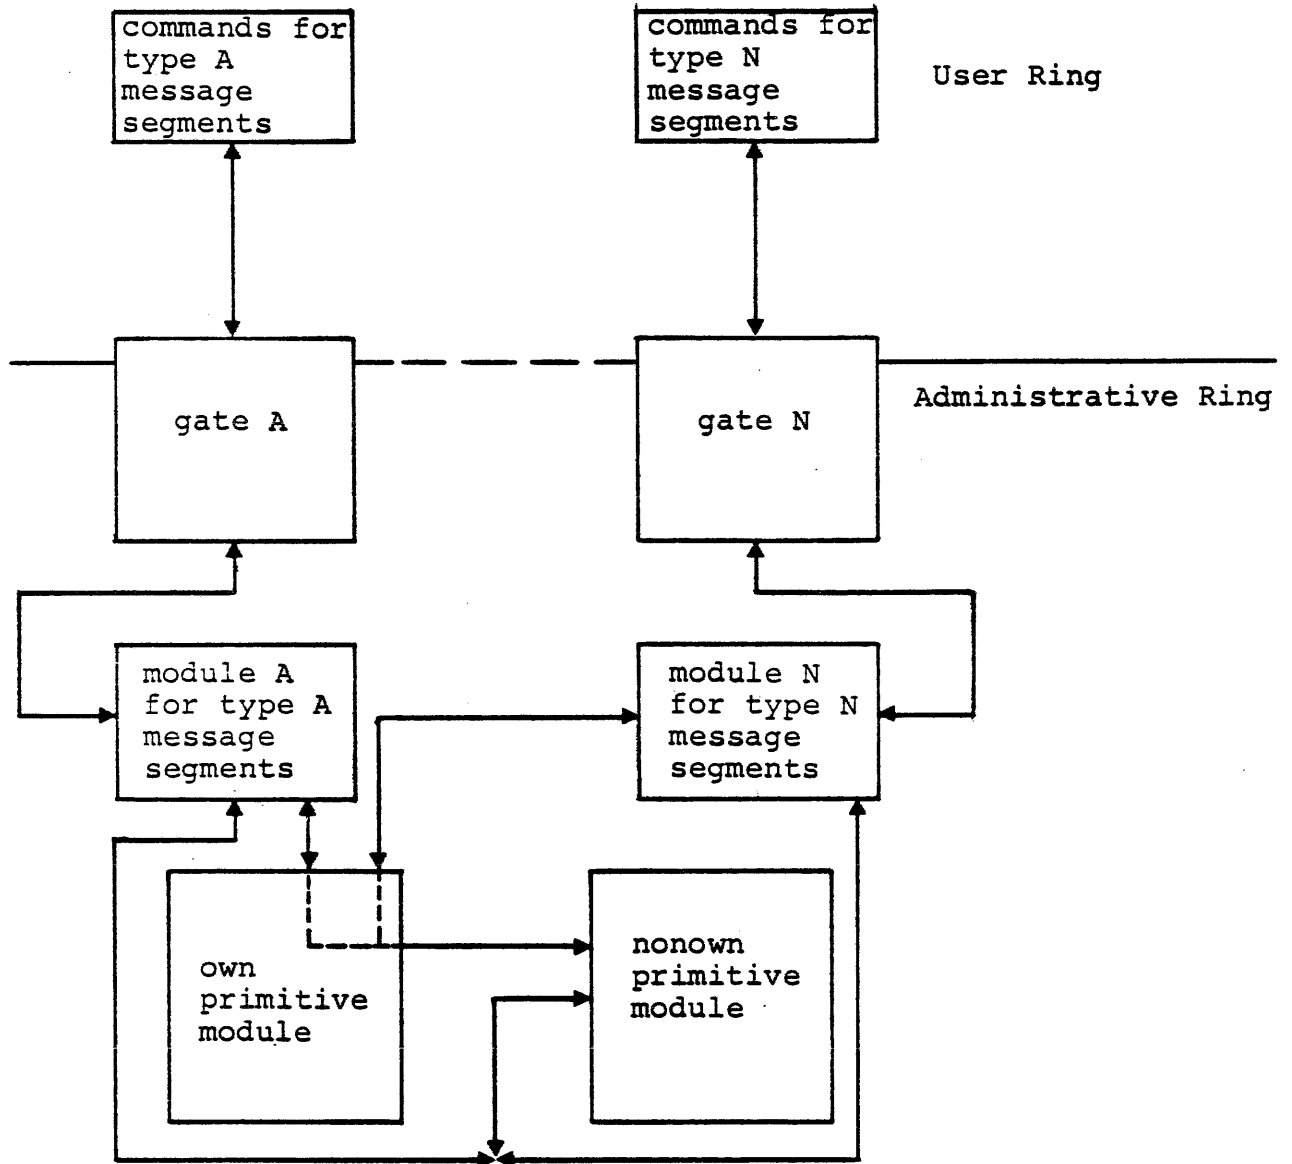 commands for
type A
message
segments
commands for
type N
message
segments
User Ring
gate A
gate N
Administrative Ring
module A
for type A
message
segments
module N
for type N
message
segments
own
primitive
module
nonown
primitive
module